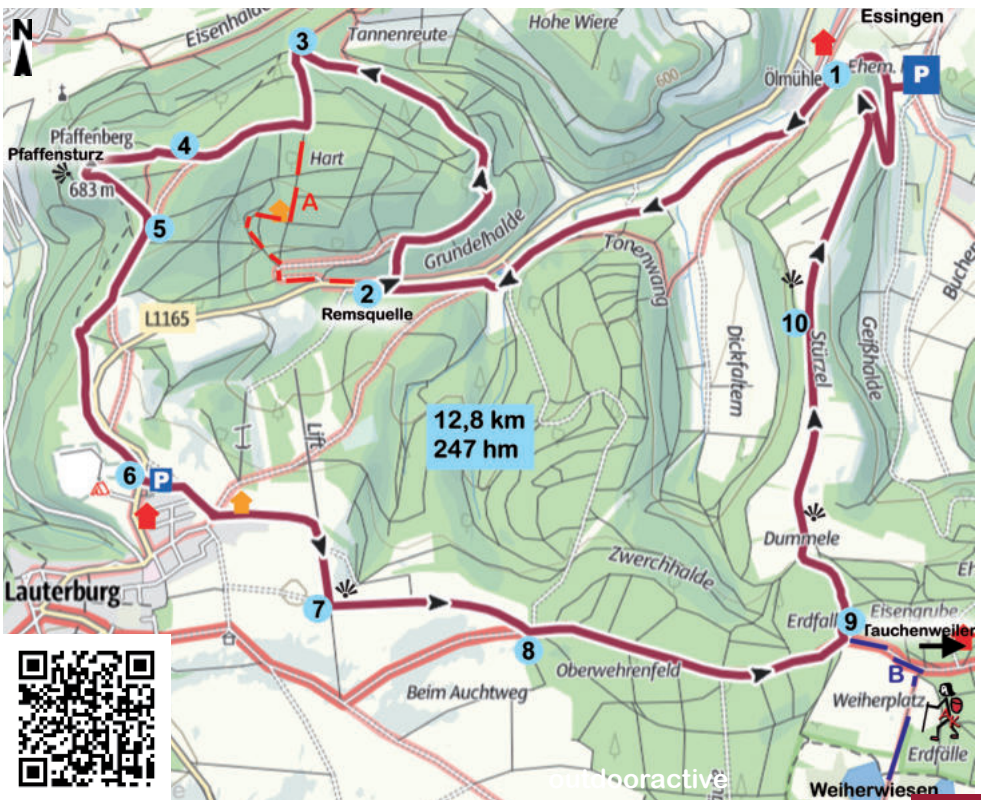 N
Eisenhalde
Tannenreute
Hohe Wiere
Essingen
3
600
Ölmühle
1
Ehem.
P
Pfaffenberg
Pfaffensturz
4
Hart
683 m
A
5
Grundelhalde
Tonenwang
2
Remsquelle
L1165
10
Stürzel
Geißhalde
Dickfaltern
Buchen
12,8 km
247 hm
Lift
6
P
Dummele
Zwerchhalde
Lauterburg
7
Erdfall
9
Eisengrube
Tauchenweiler
8
Oberwehrenfeld
B
Beim Auchtweg
Weiherplatz
Erdfälle
outdooractive
Weiherwiesen